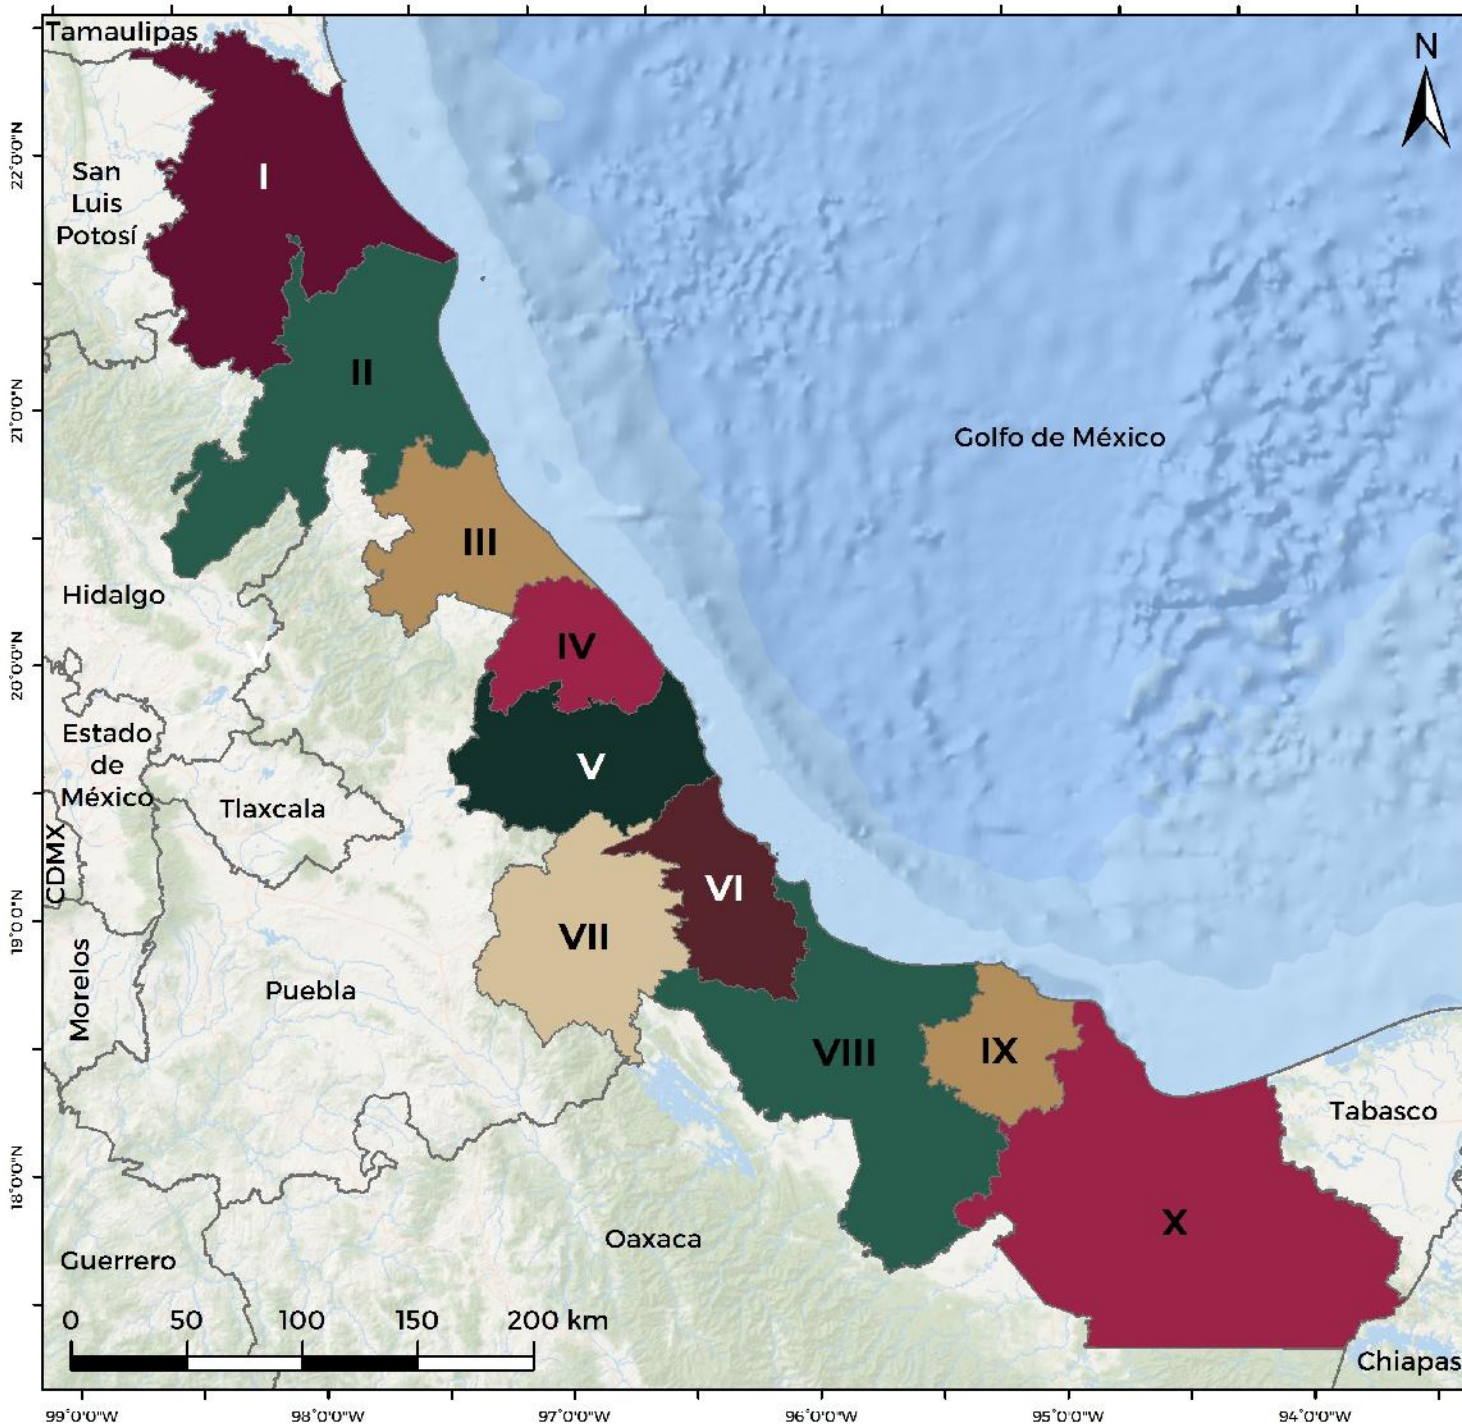 Tamaulipas
N
22°0'0"N
San
Luis
Potosí
I
II
21°0'0"N
Golfo de México
III
Hidalgo
IV
20°0'0"N
Estado
de
México
V
Tlaxcala
CDMX
VI
19°0'0"N
VII
Morelos
Puebla
VIII
IX
Tabasco
18°0'0"N
X
Oaxaca
Guerrero
0 50 100 150 200 km
Chiapas
99°0'0"W 98°0'0"W 97°0'0"W 96°0'0"W 95°0'0"W 94°0'0"W